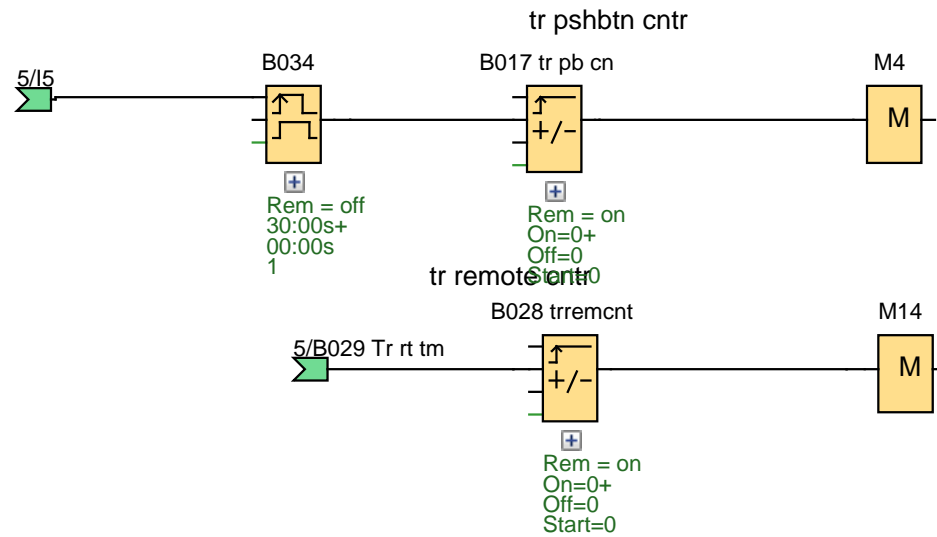 tr pshbtn cntr
B034
B017 tr pb cn
M4
5/I5
M
+/-
Rem = off
30:00s+
00:00s
1
Rem = on
On=0+
Off=0
Start=0
tr remote cntr
B028 trremcnt
M14
5/B029 Tr rt tm
M
+/-
Rem = on
On=0+
Off=0
Start=0